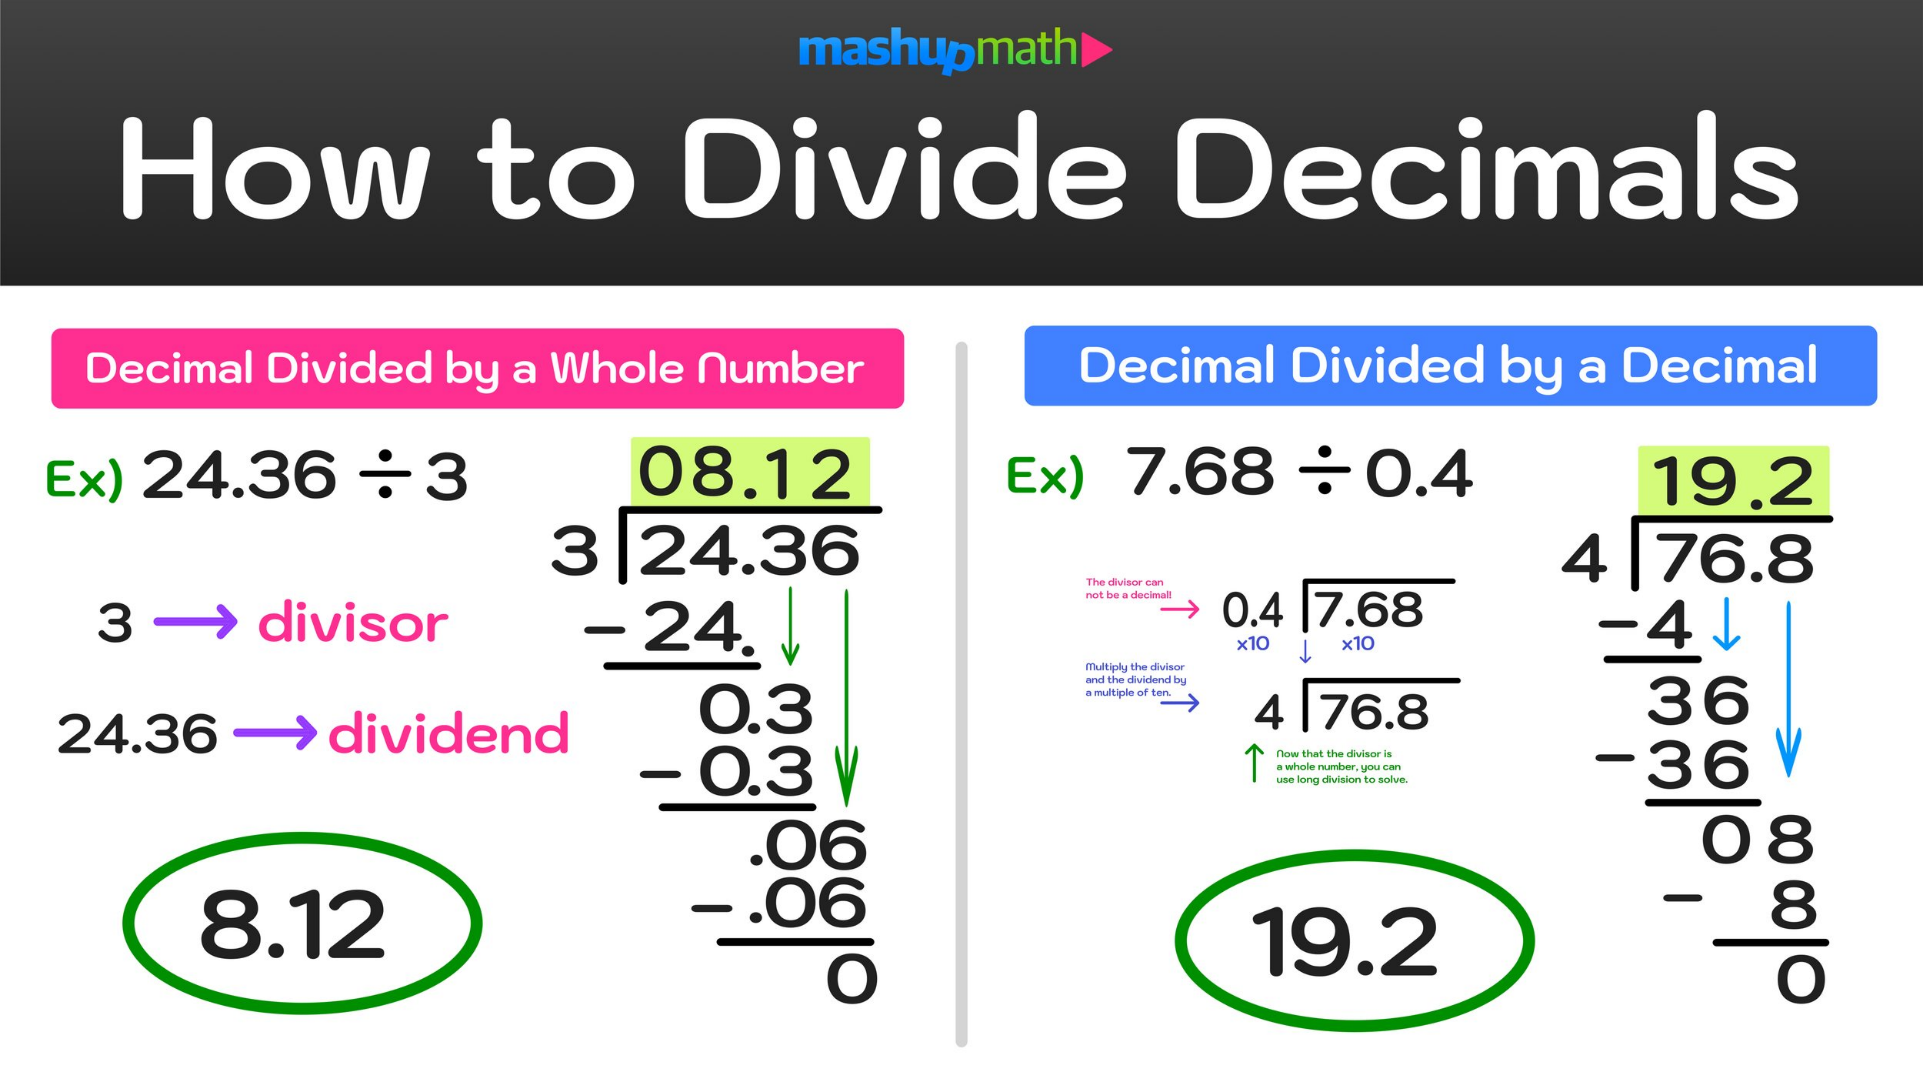 mashupmath
How to Divide Decimals
Decimal Divided by a Whole Number
Ex) 24.36 ÷ 3
3 → divisor
24.36 → dividend
8.12
08.12
3 24.36
- 24.
0.3
- 0.3
.06
- .06
0
Decimal Divided by a Decimal
Ex) 7.68 ÷ 0.4
The divisor can
not be a decimal!
→ 0.4 7.68
x10 x10
Multiply the divisor
and the dividend by
a multiple of ten.
→ 4 76.8
Now that the divisor is
a whole number, you can
use long division to solve.
19.2
19.2
4 76.8
- 4
36
- 36
08
- 8
0